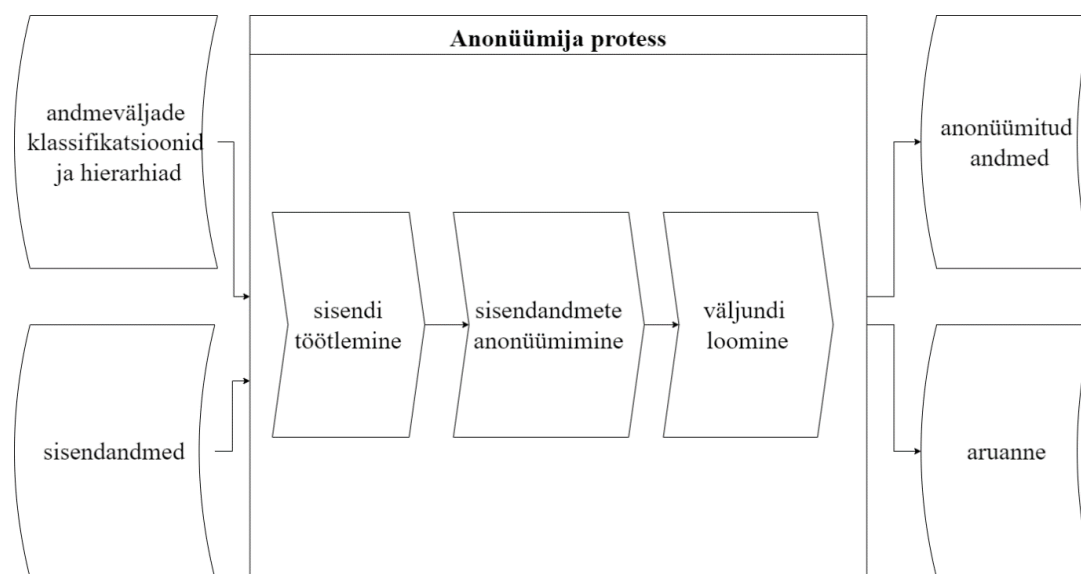 Anonüümija protess
andmeväljade
klassifikatsioonid
ja hierarhiad
sisendandmed
sisendi
töötlemine
sisendandmete
anonüümimine
väljundi
loomine
anonüümitud
andmed
aruanne